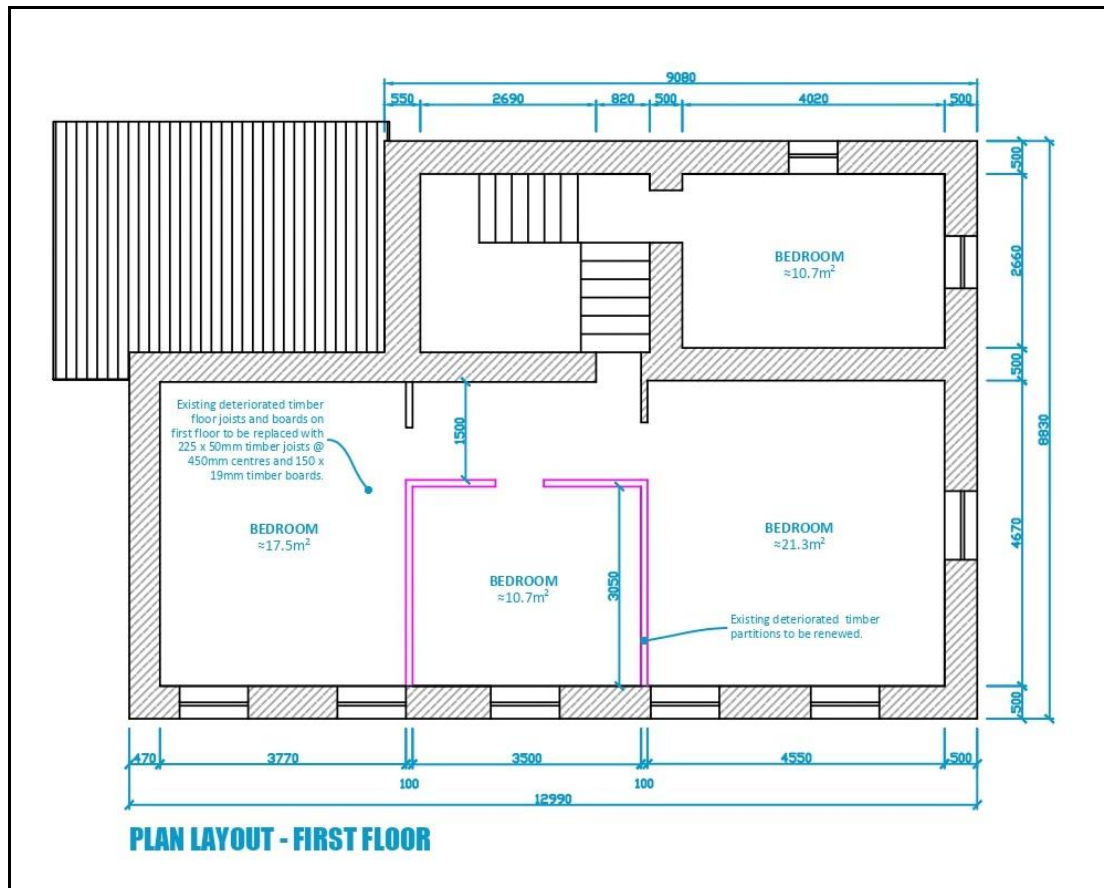 9080
550 2690 820 500 4020 500
500
2660
500
4670
500
8830
BEDROOM
≈10.7m²
Existing deteriorated timber
floor joists and boards on
first floor to be replaced with
225 x 50mm timber joists @
450mm centres and 150 x
19mm timber boards.
1500
BEDROOM
≈17.5m²
BEDROOM
≈10.7m²
3050
BEDROOM
≈21.3m²
Existing deteriorated timber
partitions to be renewed.
470 3770 3500 4550 500
100 100
12990
PLAN LAYOUT - FIRST FLOOR